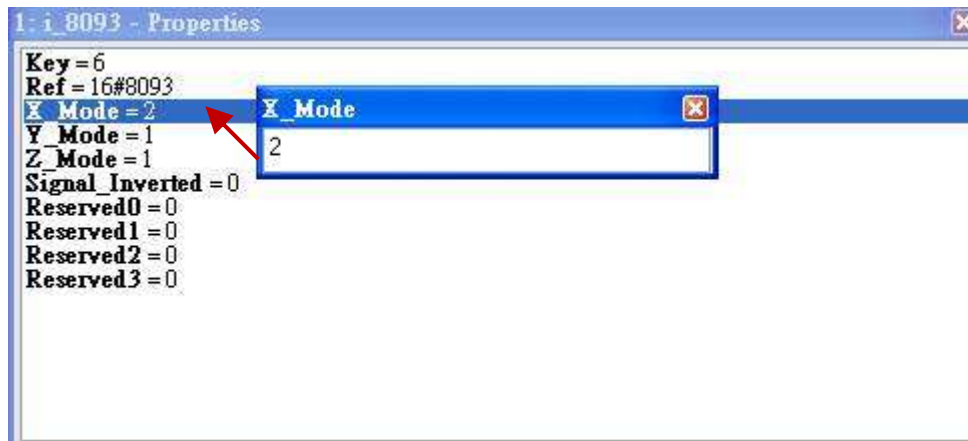 1: i_8093 - Properties
Key = 6
Ref = 16#8093
X_Mode = 2
Y_Mode = 1
Z_Mode = 1
Signal_Inverted = 0
Reserved0 = 0
Reserved1 = 0
Reserved2 = 0
Reserved3 = 0
X_Mode
2